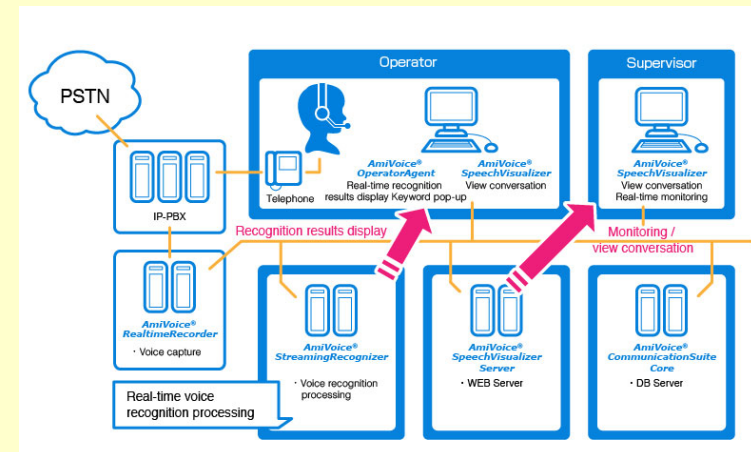 Operator
Supervisor
PSTN
AmiVoice®
OperatorAgent
Real-time recognition
results display Keyword pop-up
AmiVoice®
SpeechVisualizer
View conversation
AmiVoice®
SpeechVisualizer
View conversation
Real-time monitoring
Telephone
IP-PBX
Recognition results display
Monitoring /
view conversation
AmiVoice®
RealtimeRecorder
・Voice capture
AmiVoice®
StreamingRecognizer
・Voice recognition
processing
AmiVoice®
SpeechVisualizer
Server
・WEB Server
AmiVoice®
CommunicationSuite
Core
・DB Server
Real-time voice
recognition processing